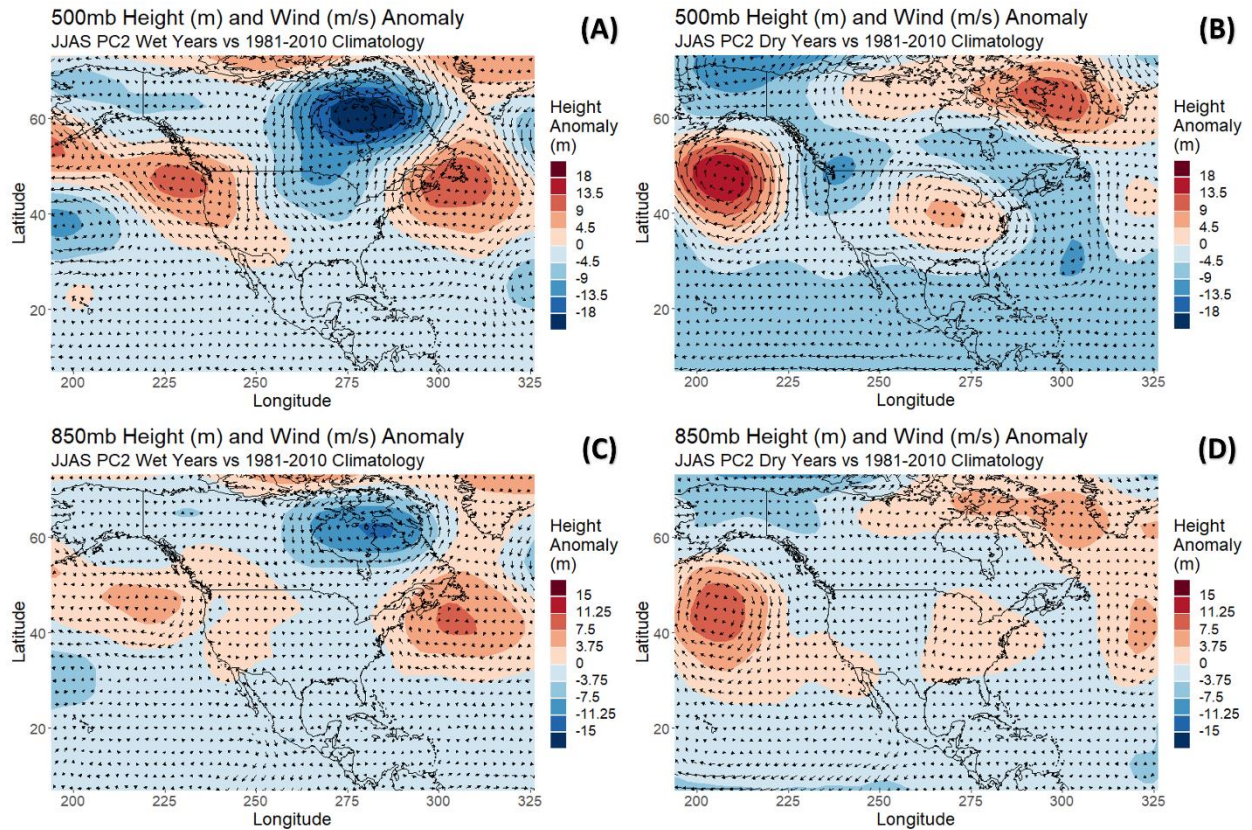 500mb Height (m) and Wind (m/s) Anomaly
JJAS PC2 Wet Years vs 1981-2010 Climatology
(A)
Latitude
60
40
20
200
225
250
275
300
325
Longitude
Height
Anomaly
(m)
18
13.5
9
4.5
0
-4.5
-9
-13.5
-18
500mb Height (m) and Wind (m/s) Anomaly
JJAS PC2 Dry Years vs 1981-2010 Climatology
(B)
Latitude
60
40
20
200
225
250
275
300
325
Longitude
Height
Anomaly
(m)
18
13.5
9
4.5
0
-4.5
-9
-13.5
-18
850mb Height (m) and Wind (m/s) Anomaly
JJAS PC2 Wet Years vs 1981-2010 Climatology
(C)
Latitude
60
40
20
200
225
250
275
300
325
Longitude
Height
Anomaly
(m)
15
11.25
7.5
3.75
0
-3.75
-7.5
-11.25
-15
850mb Height (m) and Wind (m/s) Anomaly
JJAS PC2 Dry Years vs 1981-2010 Climatology
(D)
Latitude
60
40
20
200
225
250
275
300
325
Longitude
Height
Anomaly
(m)
15
11.25
7.5
3.75
0
-3.75
-7.5
-11.25
-15